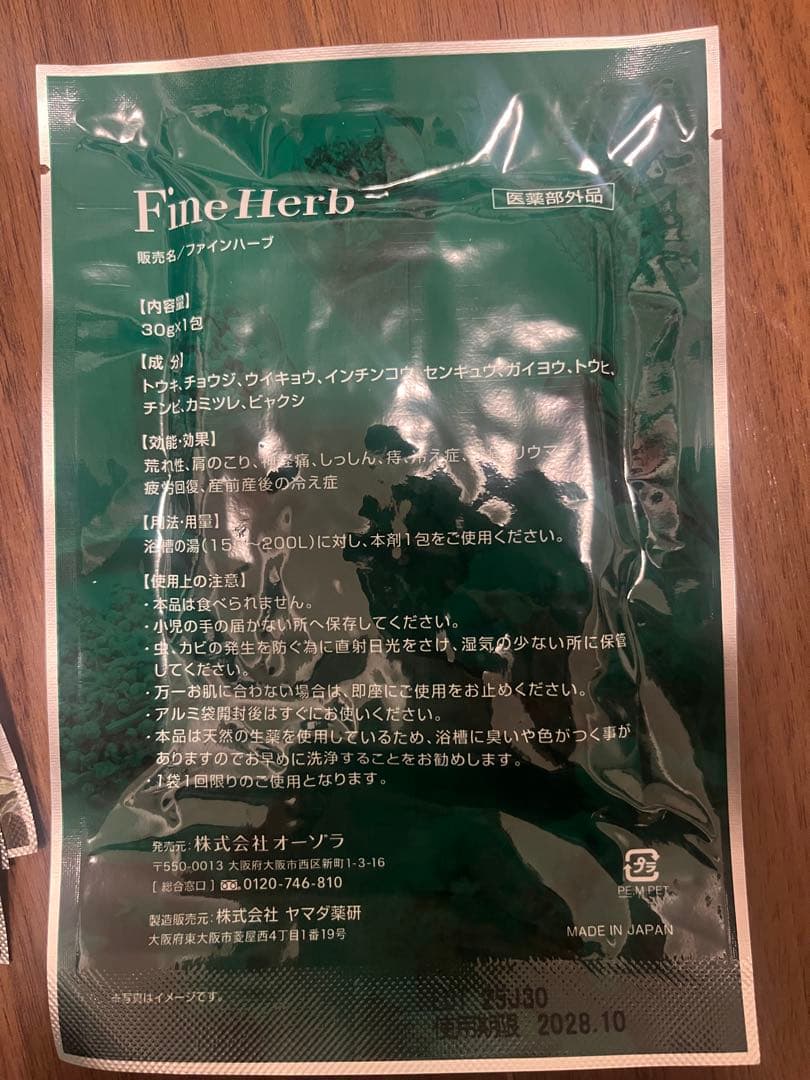 Fine Herb
医薬部外品
販売名/ファインハーブ
【内容量】
30g×1包
【成 分】
トウキ、チョウジ、ウイキョウ、インチンコウ、センキュウ、ガイヨウ、トウヒ、
チンピ、カミツレ、ビャクシ
【効能・効果】
荒れ性、肩のこり、神経痛、しっしん、痔、冷え症、リウマ
疲労回復、産前産後の冷え症
【用法・用量】
浴槽の湯(15 ～200L)に対し、本剤1包をご使用ください。
【使用上の注意】
・本品は食べられません。
・小児の手の届かない所へ保存してください。
・虫、カビの発生を防ぐ為に直射日光をさけ、湿気の少ない所に保管
してください。
・万一お肌に合わない場合は、即座にご使用をお止めください。
・アルミ袋開封後はすぐにお使いください。
・本品は天然の生薬を使用しているため、浴槽に臭いや色がつく事が
ありますのでお早めに洗浄することをお勧めします。
・1袋1回限りのご使用となります。
発売元:株式会社 オーゾラ
〒550-0013 大阪府大阪市西区新町1-3-16
[ 総合窓口 ] 0120-746-810
製造販売元:株式会社 ヤマダ薬研
大阪府東大阪市菱屋西4丁目1番19号
プラ
PE,M PET
MADE IN JAPAN
※写真はイメージです。
LOT 25J30
使用期限 2028.10